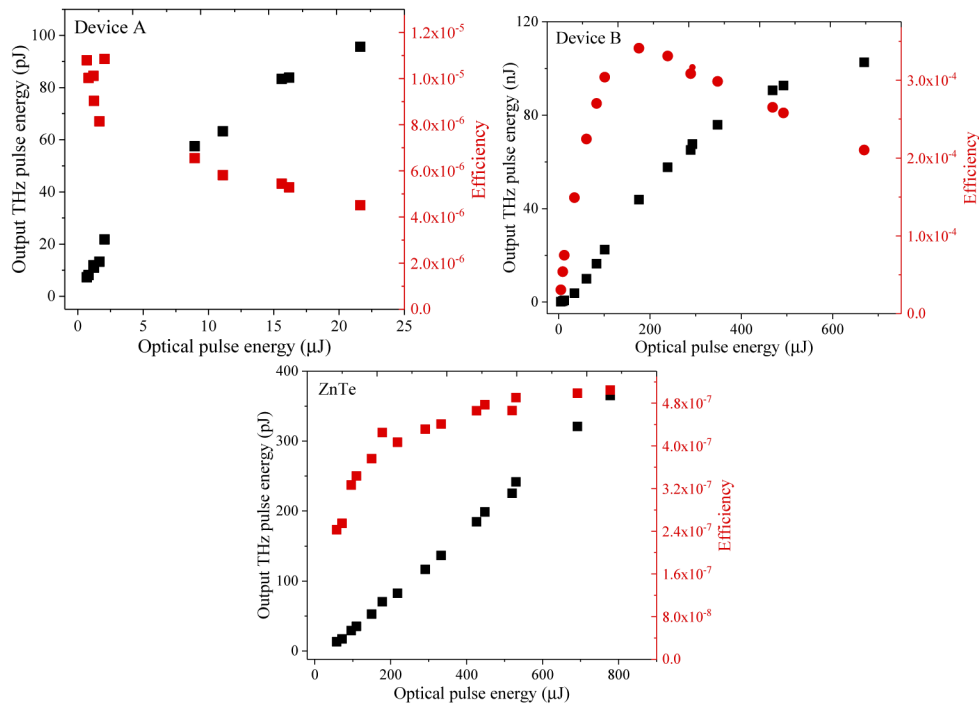 Device A
100
80
60
40
20
0
Output THz pulse energy (pJ)
0
5
10
15
20
25
Optical pulse energy (μJ)
1.2x10⁻⁵
1.0x10⁻⁵
8.0x10⁻⁶
6.0x10⁻⁶
4.0x10⁻⁶
2.0x10⁻⁶
0.0
Efficiency
Device B
120
80
40
0
Output THz pulse energy (nJ)
0
200
400
600
Optical pulse energy (μJ)
3.0x10⁻⁴
2.0x10⁻⁴
1.0x10⁻⁴
0.0
Efficiency
ZnTe
400
300
200
100
0
Output THz pulse energy (pJ)
0
200
400
600
800
Optical pulse energy (μJ)
4.8x10⁻⁷
4.0x10⁻⁷
3.2x10⁻⁷
2.4x10⁻⁷
1.6x10⁻⁷
8.0x10⁻⁸
0.0
Efficiency